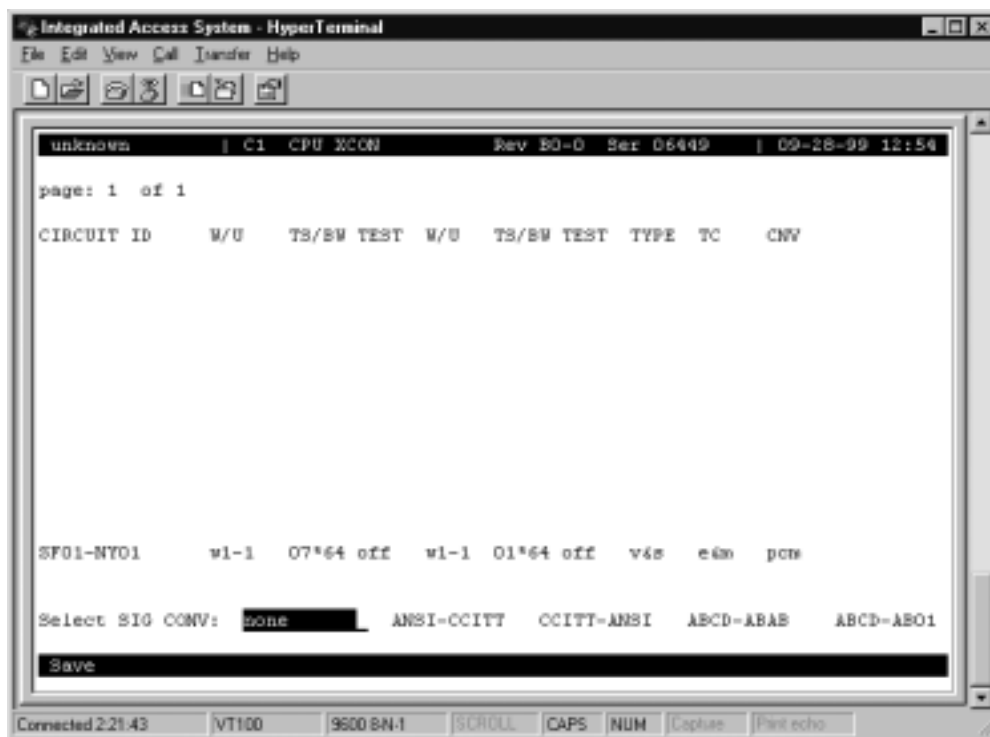 Integrated Access System - HyperTerminal
File Edit View Call Transfer Help
unknown | C1 CPU XCON Rev B0-0 Ser 06449 | 09-28-99 12:54
page: 1 of 1
CIRCUIT ID W/U TS/BW TEST W/U TS/BW TEST TYPE TC CNV
SF01-NY01 w1-1 07*64 off w1-1 01*64 off v&s e&m pcm
Select SIG CONV: none ANSI-CCITT CCITT-ANSI ABCD-ABAB ABCD-AB01
Save
Connected 2:21:43 VT100 9600 8-N-1 SCROLL CAPS NUM Capture Print echo